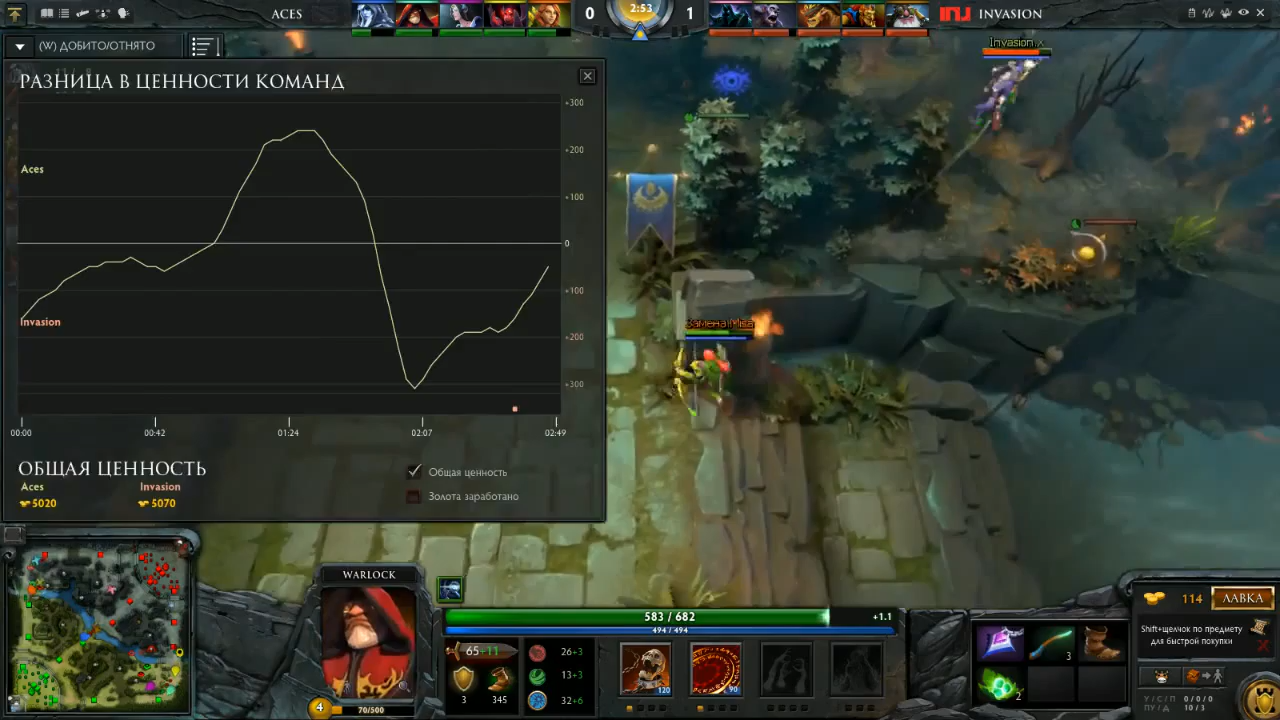 ACES
0
2:53
1
INVASION
(W) ДОБИТО/ОТНЯТО
РАЗНИЦА В ЦЕННОСТИ КОМАНД
+300
+200
+100
0
+100
+200
+300
Aces
Invasion
00:00
00:42
01:24
02:07
02:49
ОБЩАЯ ЦЕННОСТЬ
Aces
Invasion
5020
5070
Общая ценность
Золота заработано
Invasion.x
Замена!Misa
WARLOCK
4
70/500
583 / 682
+1.1
494 / 494
65+11
3
345
26+3
13+3
32+6
120
90
3
2
114
ЛАВКА
Shift+щелчок по предмету
для быстрой покупки
У / С / П 0/0/0
ПУ / Д 10/3